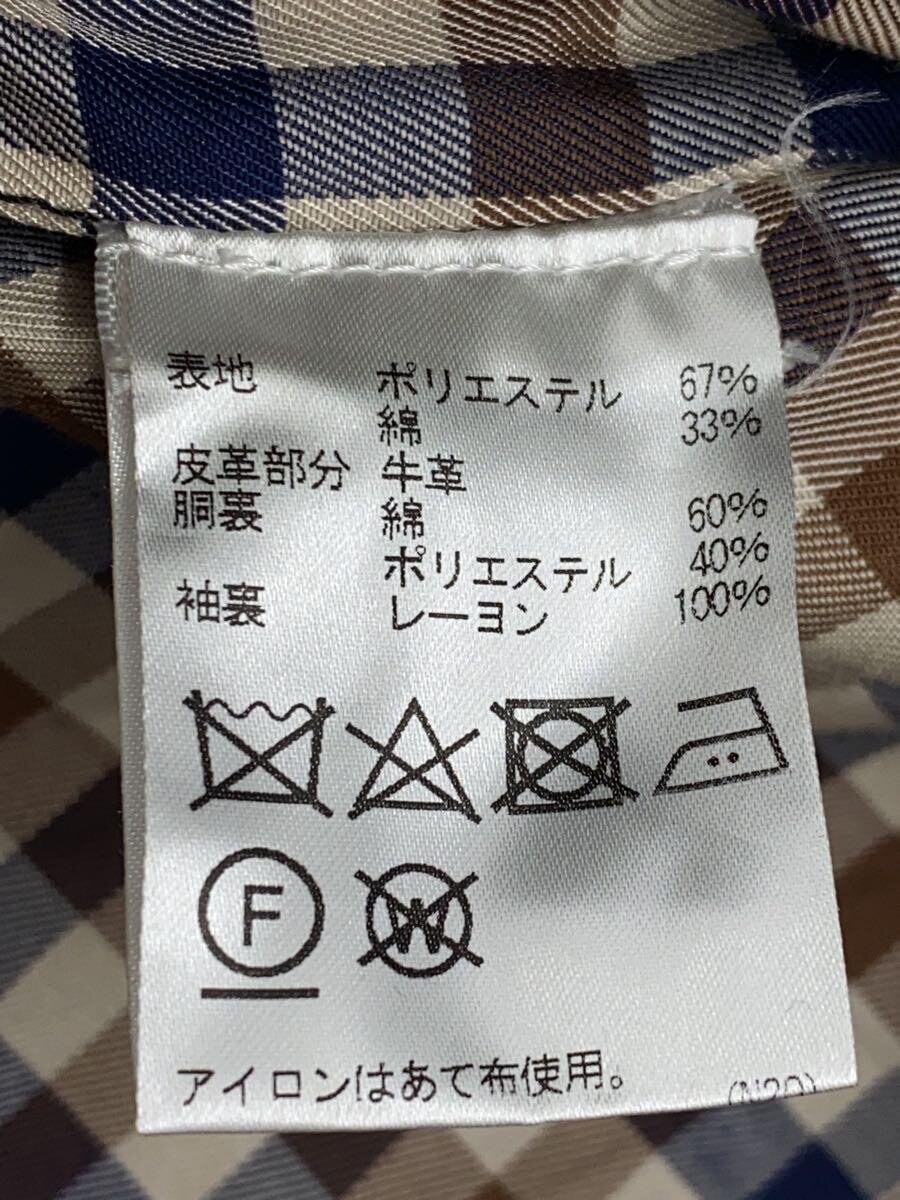 表地 ポリエステル 67%
綿 33%
皮革部分 牛革
胴裏 綿 60%
ポリエステル 40%
袖裏 レーヨン 100%
F W
アイロンはあて布使用。
(N20)